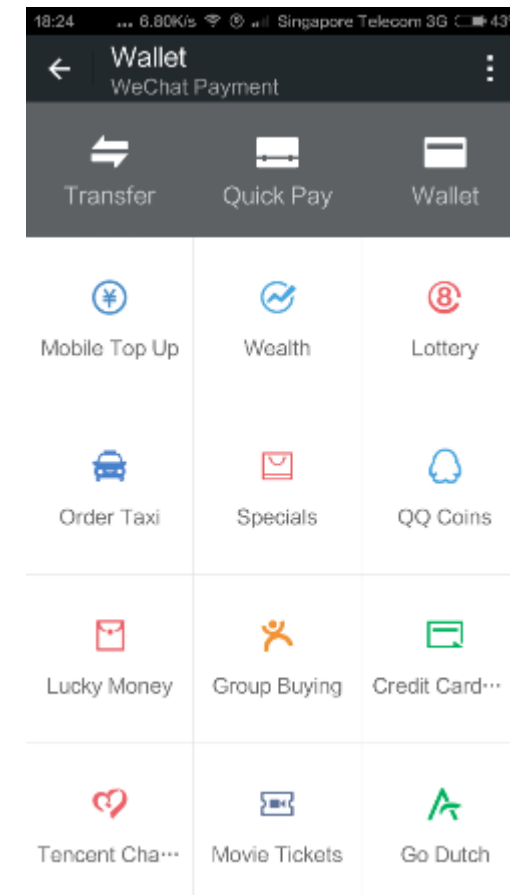 18:24 ... 6.80K/s Singapore Telecom 3G 43
Wallet
WeChat Payment
Transfer Quick Pay Wallet
¥ 8
Mobile Top Up Wealth Lottery
Order Taxi Specials QQ Coins
Lucky Money Group Buying Credit Card···
Tencent Cha··· Movie Tickets Go Dutch